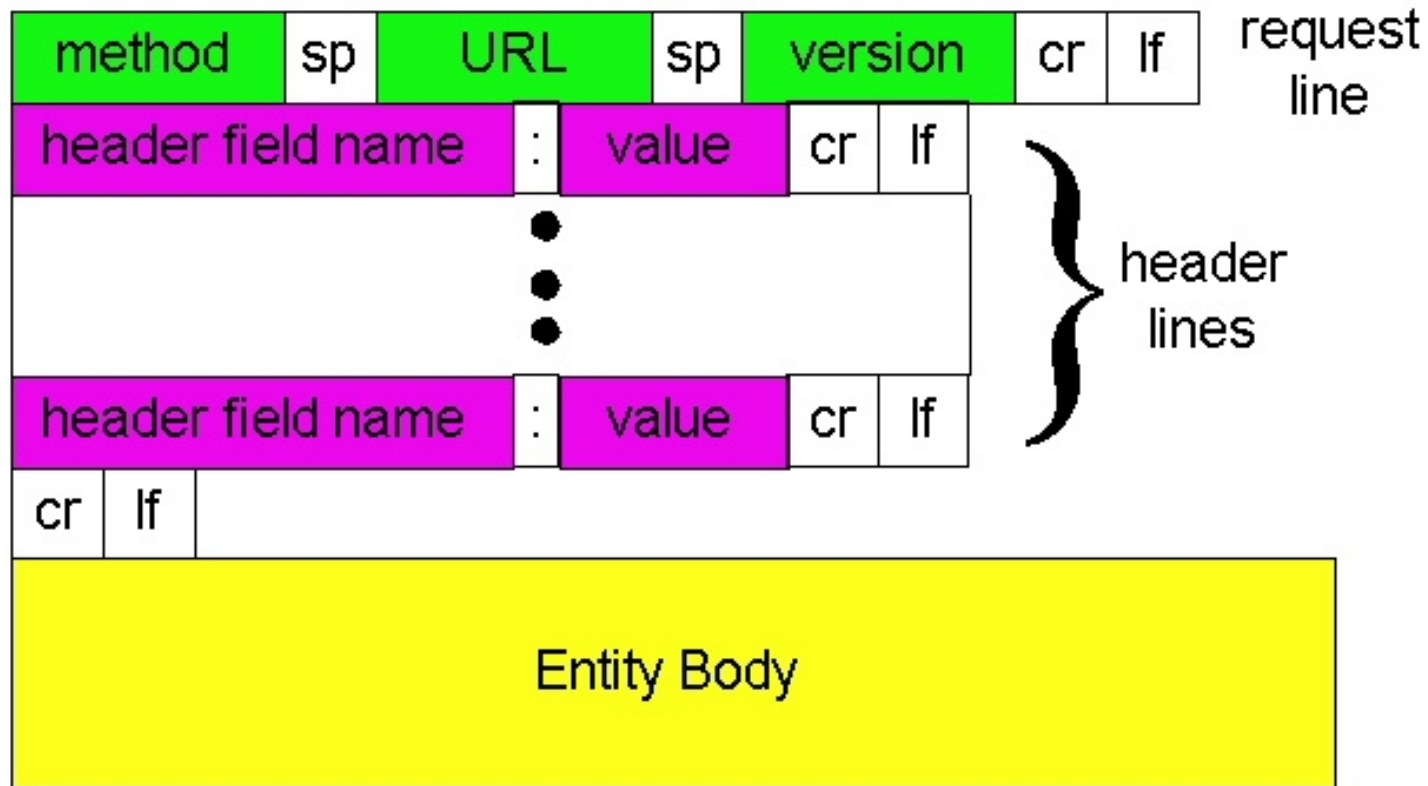 method sp URL sp version cr lf
request
line
header field name : value cr lf
header
lines
header field name : value cr lf
cr lf
Entity Body